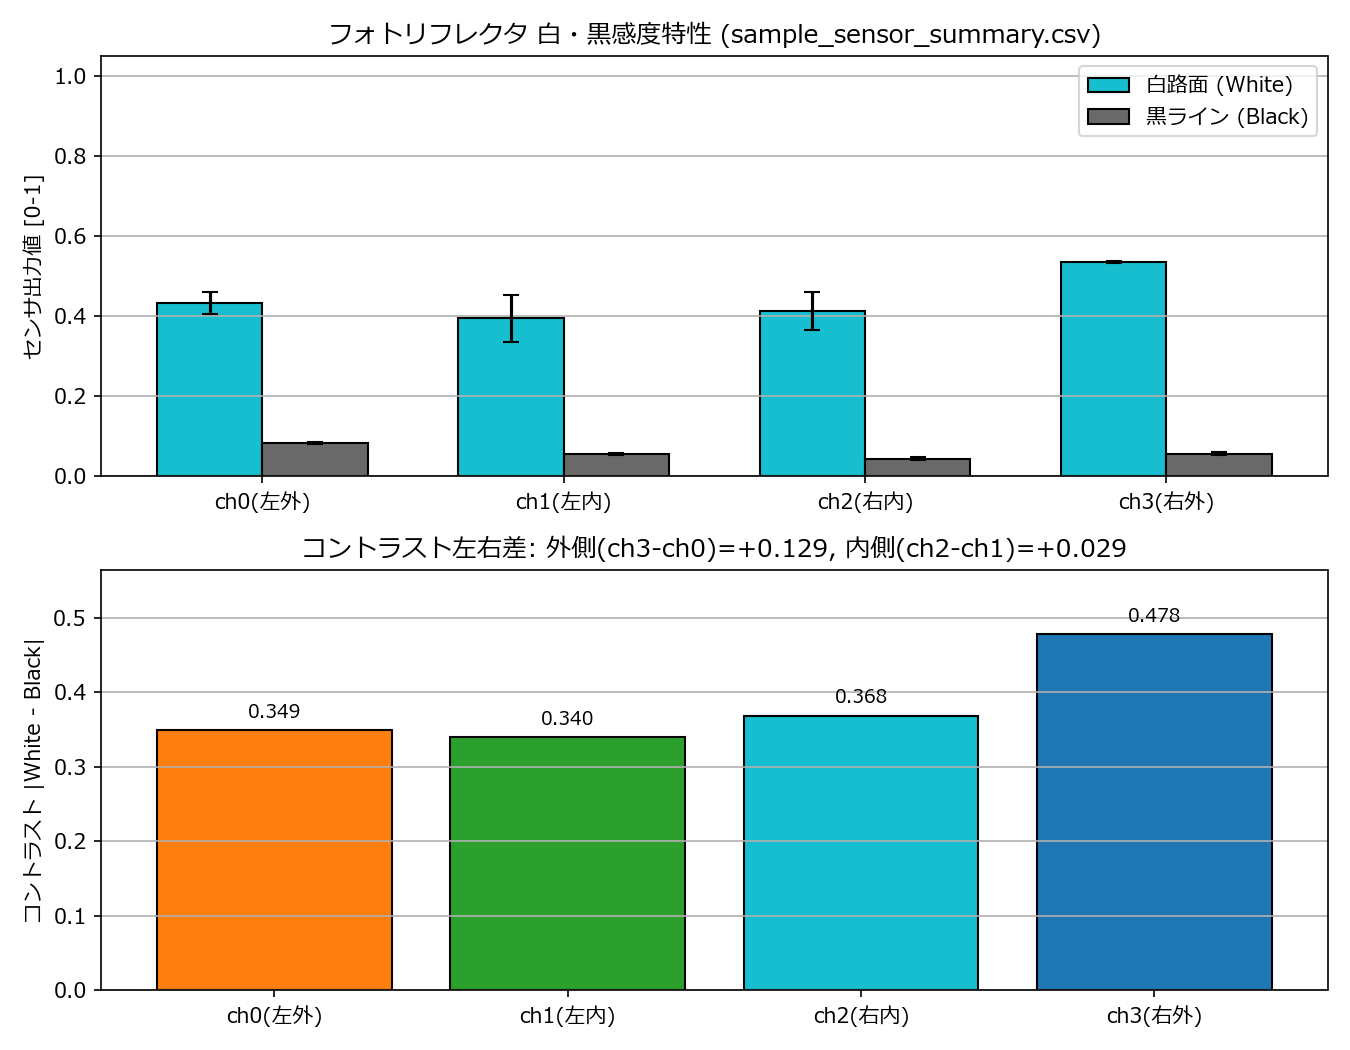 フォトリフレクタ 白・黒感度特性 (sample_sensor_summary.csv)
センサ出力値 [0-1]
1.0
0.8
0.6
0.4
0.2
0.0
白路面 (White)
黒ライン (Black)
ch0(左外)
ch1(左内)
ch2(右内)
ch3(右外)
コントラスト左右差: 外側(ch3-ch0)=+0.129, 内側(ch2-ch1)=+0.029
コントラスト |White - Black|
0.5
0.4
0.3
0.2
0.1
0.0
0.349
0.340
0.368
0.478
ch0(左外)
ch1(左内)
ch2(右内)
ch3(右外)